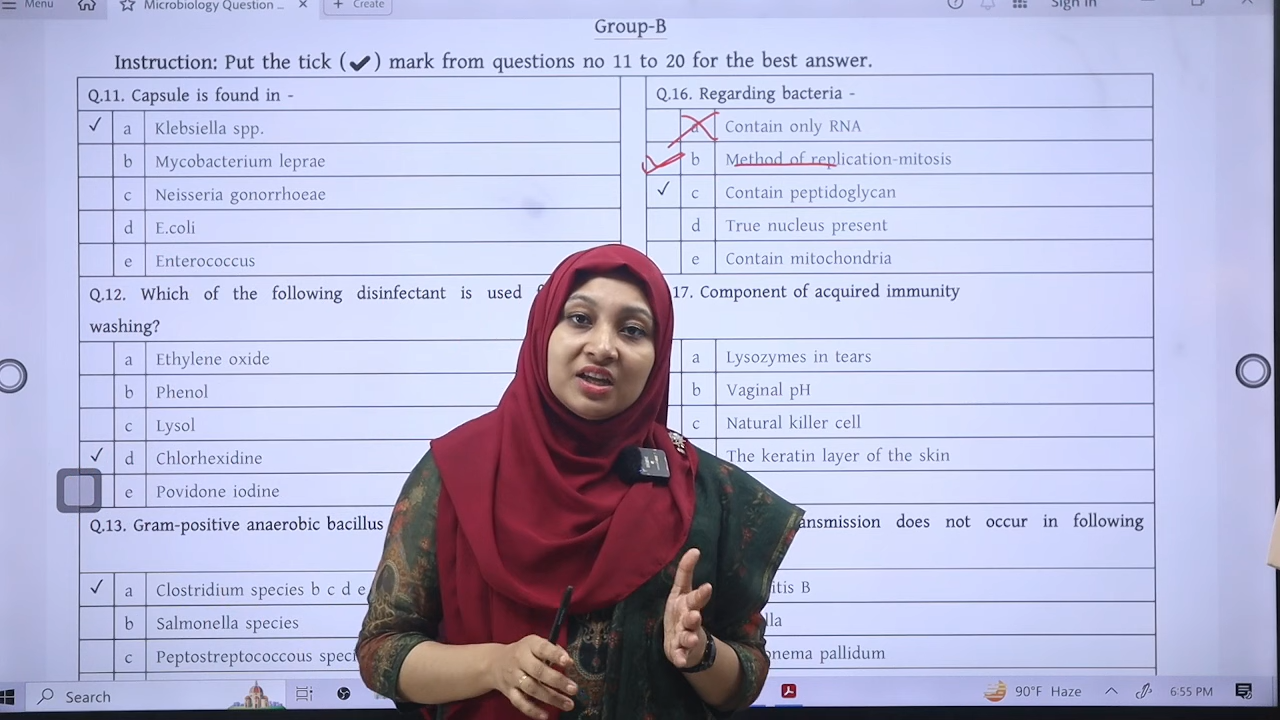 Menu
Microbiology Question ...
Create
Sign in
Group-B
Instruction: Put the tick (✔) mark from questions no 11 to 20 for the best answer.
Q.11. Capsule is found in -
✓ a Klebsiella spp.
b Mycobacterium leprae
c Neisseria gonorrhoeae
d E.coli
e Enterococcus
Q.12. Which of the following disinfectant is used
washing?
a Ethylene oxide
b Phenol
c Lysol
✓ d Chlorhexidine
e Povidone iodine
Q.13. Gram-positive anaerobic bacillus
✓ a Clostridium species b c d e
b Salmonella species
c Peptostreptococcous speci
Q.16. Regarding bacteria -
a Contain only RNA
b Method of replication-mitosis
✓ c Contain peptidoglycan
d True nucleus present
e Contain mitochondria
17. Component of acquired immunity
a Lysozymes in tears
b Vaginal pH
c Natural killer cell
The keratin layer of the skin
ansmission does not occur in following
itis B
lla
onema pallidum
Search
90°F Haze
6:55 PM